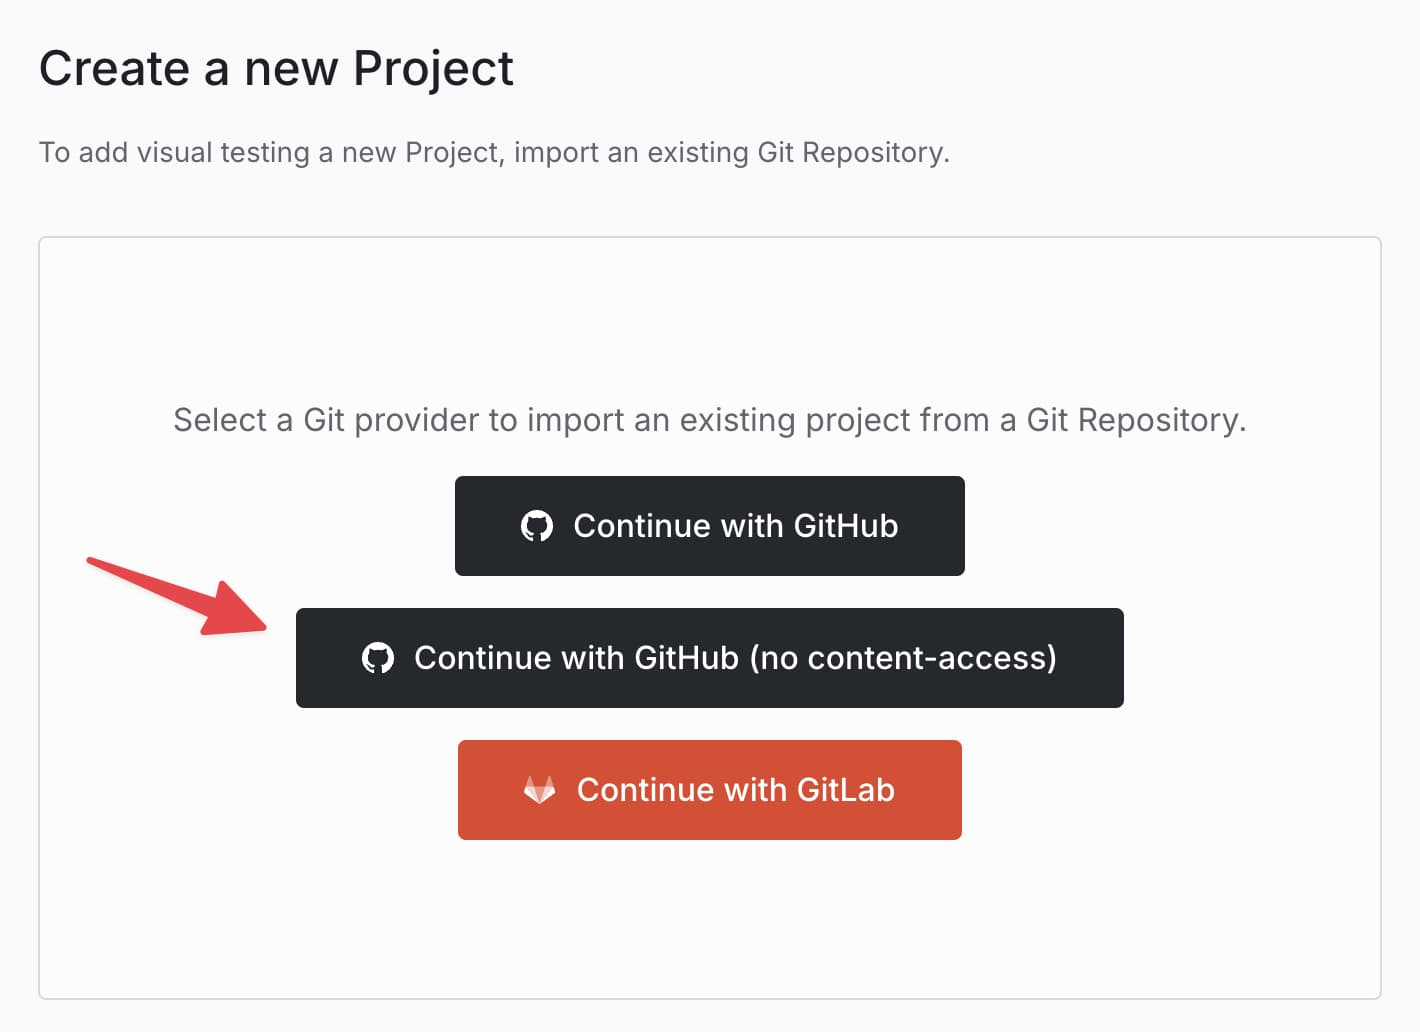 Create a new Project
To add visual testing a new Project, import an existing Git Repository.
Select a Git provider to import an existing project from a Git Repository.
Continue with GitHub
Continue with GitHub (no content-access)
Continue with GitLab